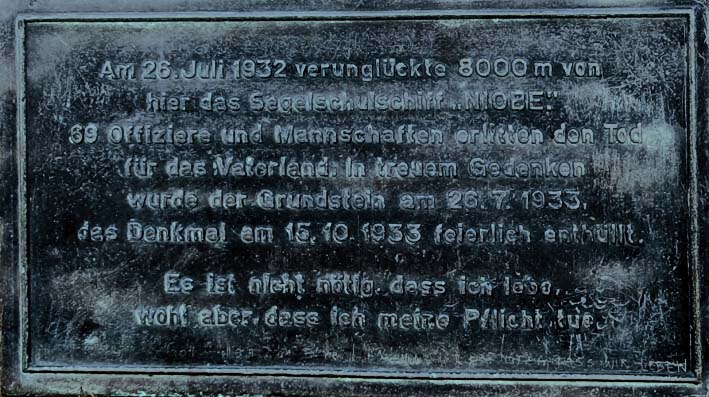 Am 26. Juli 1932 verunglückte 8000 m von
hier das Segelschulschiff „NIOBE".
69 Offiziere und Mannschaften erlitten den Tod
für das Vaterland. In treuem Gedenken
wurde der Grundstein am 26. 7. 1933,
das Denkmal am 15. 10. 1933 feierlich enthüllt.
Es ist nicht nötig, dass ich lebe,
wohl aber, dass ich meine Pflicht tue.
LEBEN